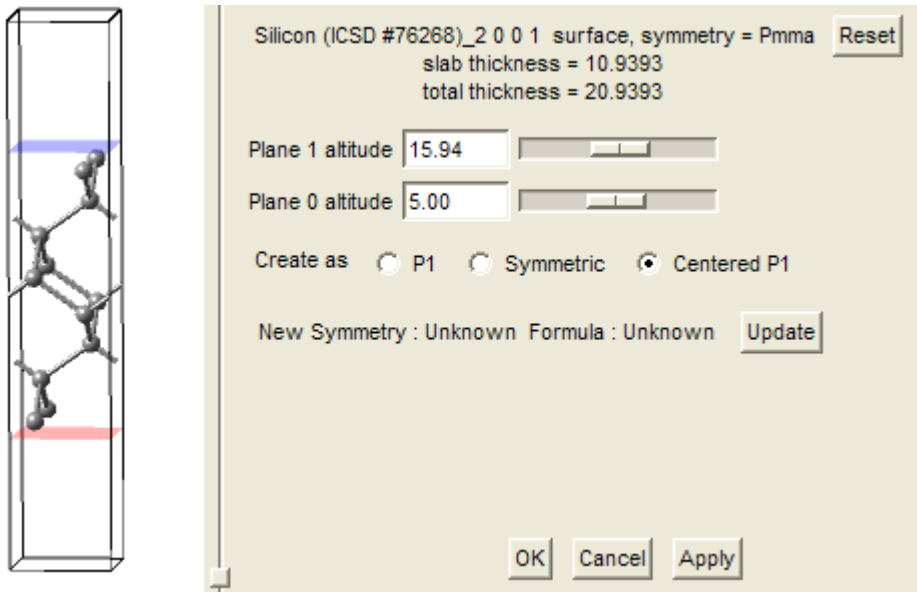 Silicon (ICSD #76268)_2 0 0 1 surface, symmetry = Pmma Reset
slab thickness = 10.9393
total thickness = 20.9393
Plane 1 altitude 15.94
Plane 0 altitude 5.00
Create as P1 Symmetric Centered P1
New Symmetry : Unknown Formula : Unknown Update
OK Cancel Apply